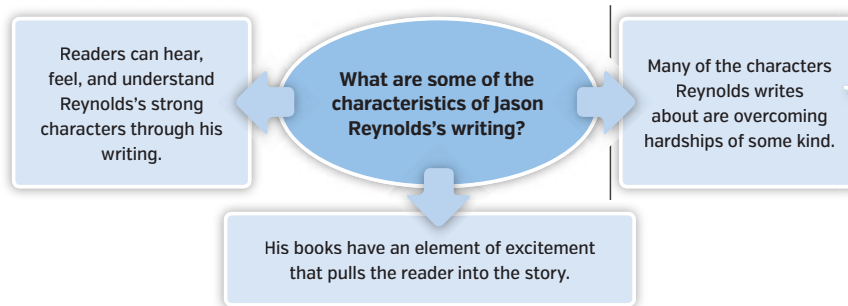 Readers can hear,
feel, and understand
Reynolds's strong
characters through his
writing.
What are some of the
characteristics of Jason
Reynolds's writing?
Many of the characters
Reynolds writes
about are overcoming
hardships of some kind.
His books have an element of excitement
that pulls the reader into the story.